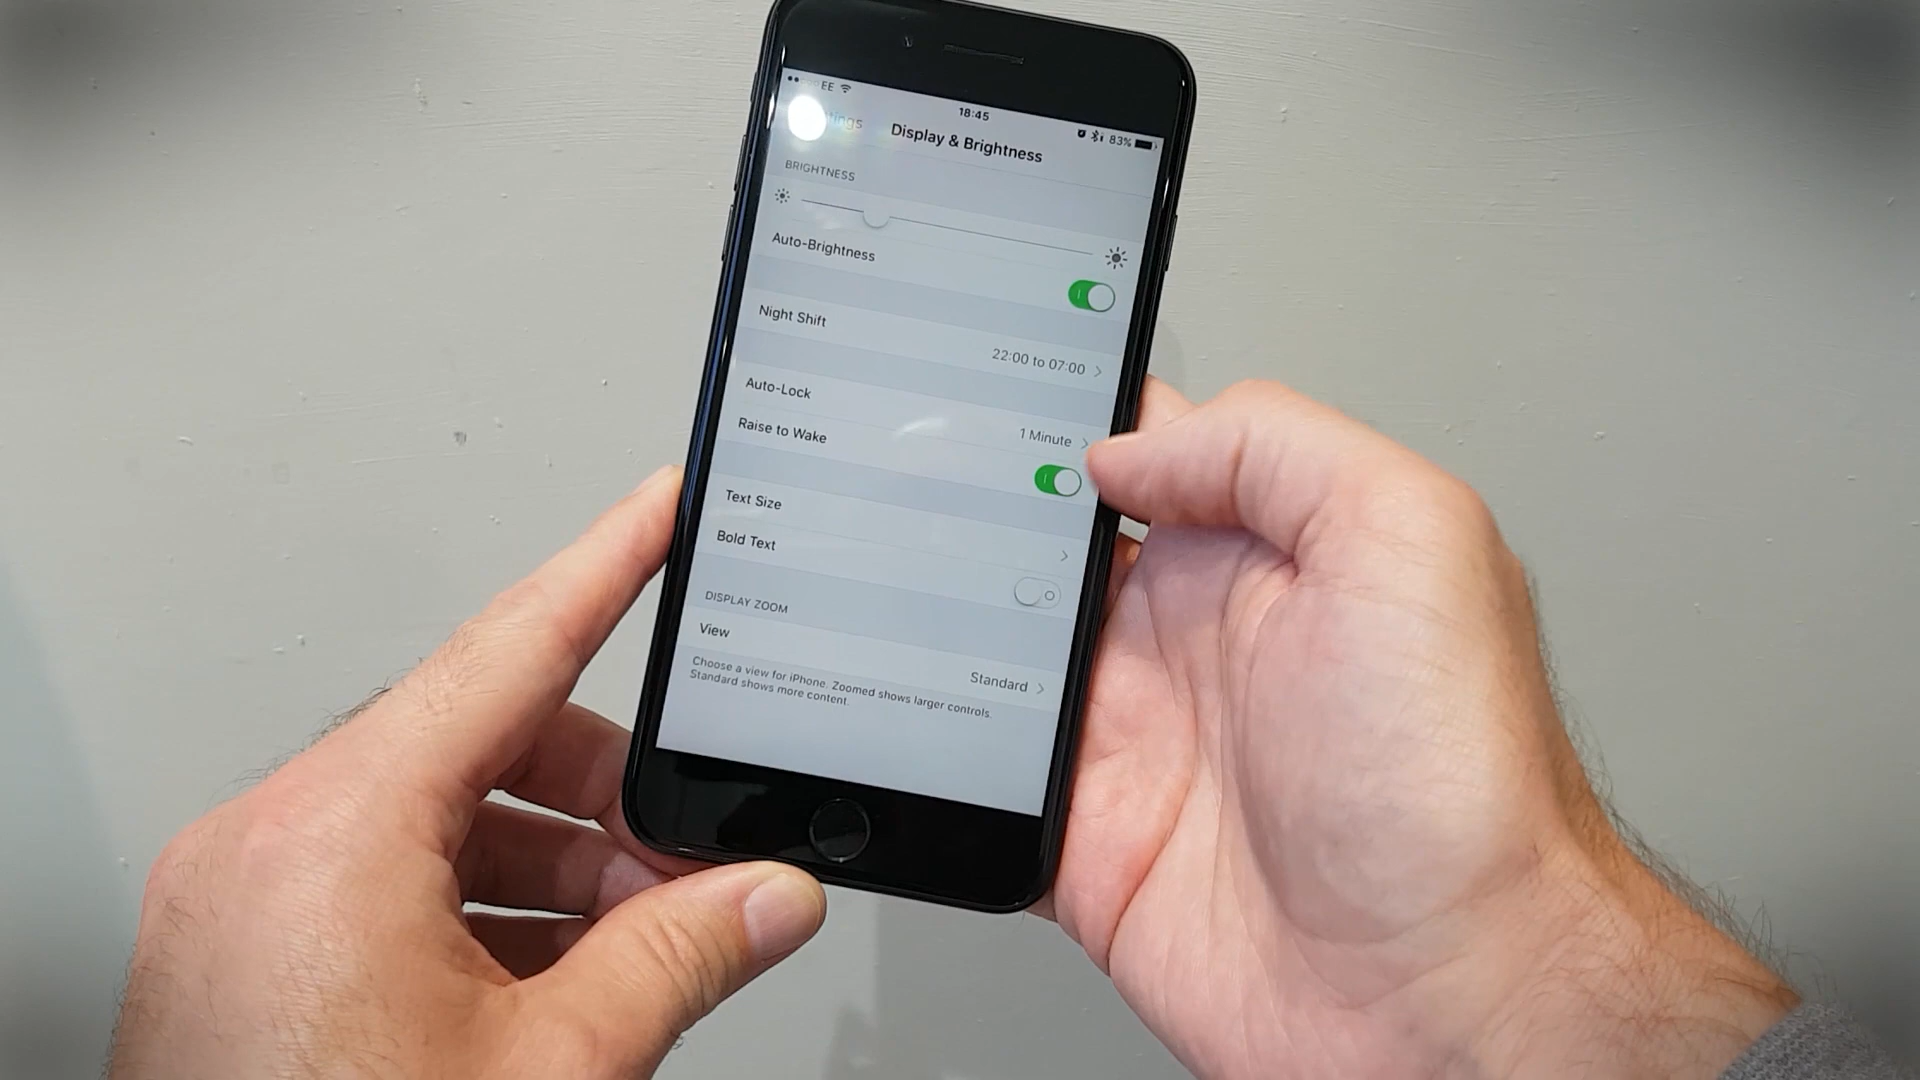 EE
18:45
83%
Display & Brightness
BRIGHTNESS
Auto-Brightness
Night Shift
22:00 to 07:00
Auto-Lock
1 Minute
Raise to Wake
Text Size
Bold Text
DISPLAY ZOOM
View
Standard
Choose a view for iPhone. Zoomed shows larger controls.
Standard shows more content.